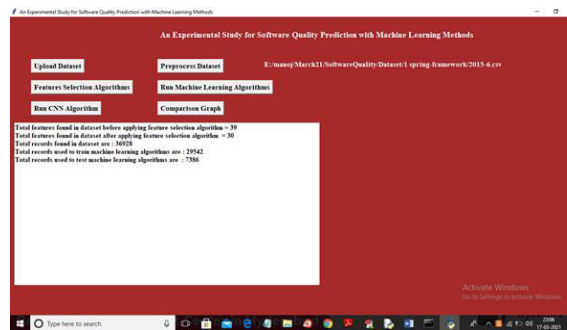 An Experimental Study for Software Quality Prediction with Machine Learning Methods
An Experimental Study for Software Quality Prediction with Machine Learning Methods
Upload Dataset
Preprocess Dataset
E:/manoj/March21/SoftwareQuality/Dataset/1 spring-framework/2015-6.csv
Features Selection Algorithms
Run Machine Learning Algorithms
Run CNN Algorithm
Comparison Graph
Total features found in dataset before applying feature selection algorithm = 39
Total features found in dataset after applying feature selection algorithm = 30
Total records found in dataset are : 36928
Total records used to train machine learning algorithms are : 29542
Total records used to test machine learning algorithms are : 7386
Activate Windows
Go to Settings to activate Windows.
Type here to search
23:06
17-03-2021